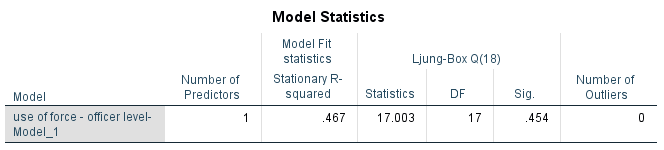 Model Statistics
Model Fit
statistics
Ljung-Box Q(18)
Model
Number of
Predictors
Stationary R-
squared
Statistics
DF
Sig.
Number of
Outliers
use of force - officer level-
Model_1
1
.467
17.003
17
.454
0